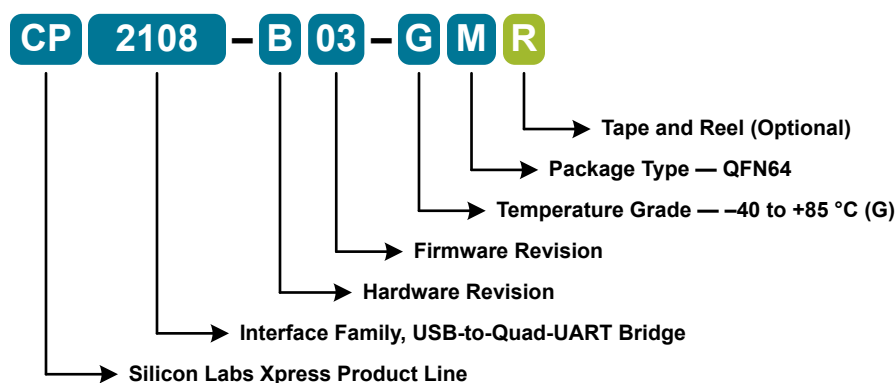 CP 2108 – B 03 – G M R
Tape and Reel (Optional)
Package Type — QFN64
Temperature Grade — –40 to +85 °C (G)
Firmware Revision
Hardware Revision
Interface Family, USB-to-Quad-UART Bridge
Silicon Labs Xpress Product Line